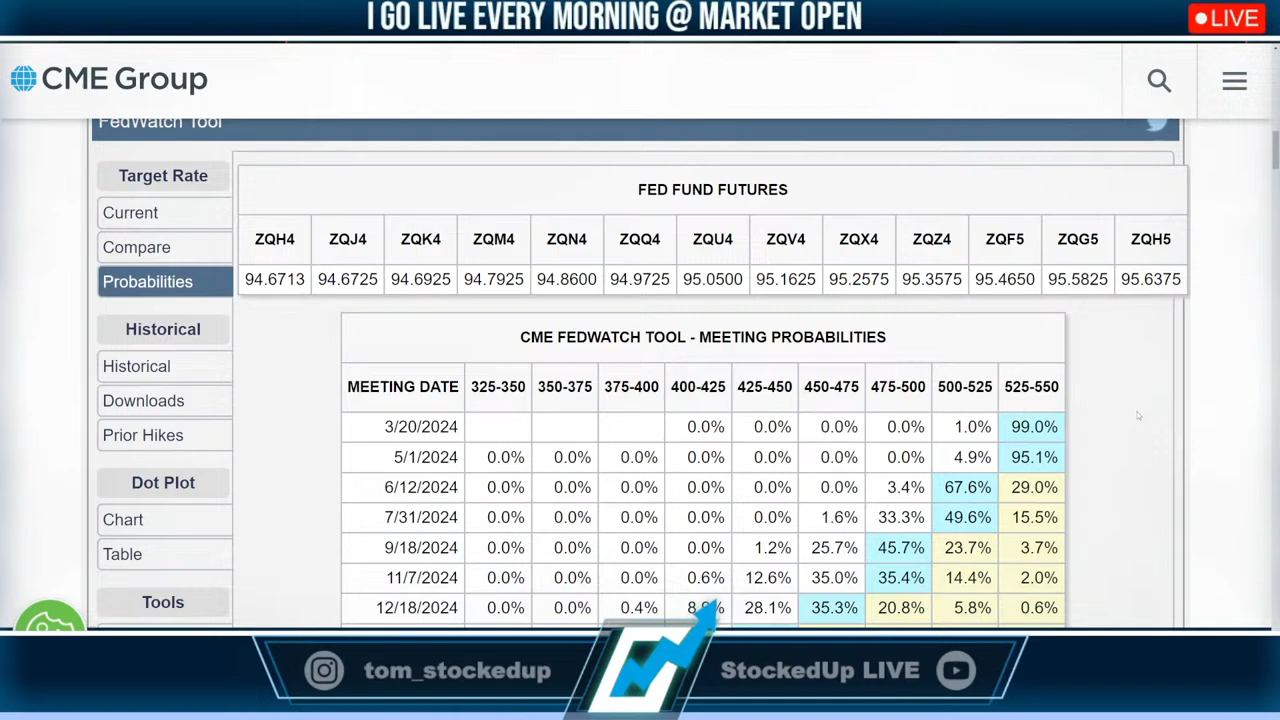 I GO LIVE EVERY MORNING @ MARKET OPEN
LIVE
CME Group
FedWatch Tool
Target Rate
Current
Compare
Probabilities
Historical
Historical
Downloads
Prior Hikes
Dot Plot
Chart
Table
Tools
FED FUND FUTURES
ZQH4 ZQJ4 ZQK4 ZQM4 ZQN4 ZQQ4 ZQU4 ZQV4 ZQX4 ZQZ4 ZQF5 ZQG5 ZQH5
94.6713 94.6725 94.6925 94.7925 94.8600 94.9725 95.0500 95.1625 95.2575 95.3575 95.4650 95.5825 95.6375
CME FEDWATCH TOOL - MEETING PROBABILITIES
MEETING DATE 325-350 350-375 375-400 400-425 425-450 450-475 475-500 500-525 525-550
3/20/2024 0.0% 0.0% 0.0% 0.0% 1.0% 99.0%
5/1/2024 0.0% 0.0% 0.0% 0.0% 0.0% 0.0% 0.0% 4.9% 95.1%
6/12/2024 0.0% 0.0% 0.0% 0.0% 0.0% 0.0% 3.4% 67.6% 29.0%
7/31/2024 0.0% 0.0% 0.0% 0.0% 0.0% 1.6% 33.3% 49.6% 15.5%
9/18/2024 0.0% 0.0% 0.0% 0.0% 1.2% 25.7% 45.7% 23.7% 3.7%
11/7/2024 0.0% 0.0% 0.0% 0.6% 12.6% 35.0% 35.4% 14.4% 2.0%
12/18/2024 0.0% 0.0% 0.4% 28.1% 35.3% 20.8% 5.8% 0.6%
tom_stockedup
StockedUp LIVE